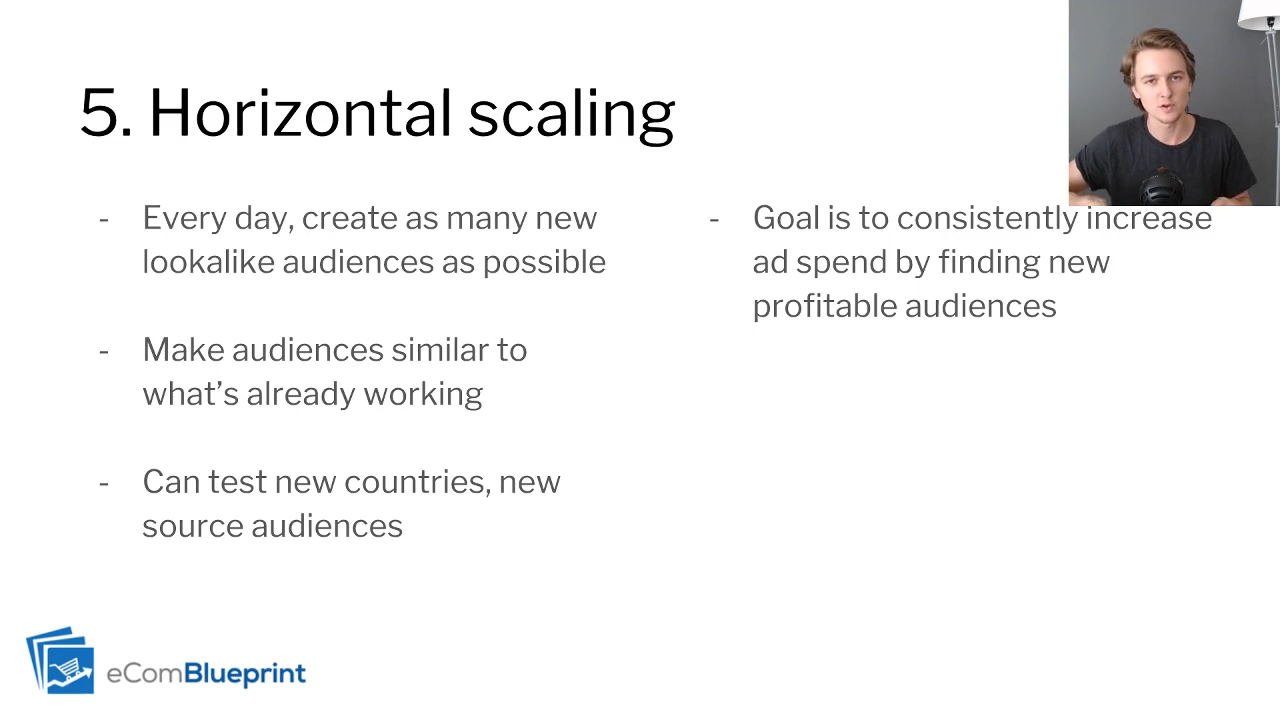 5. Horizontal scaling
- Every day, create as many new
lookalike audiences as possible
- Make audiences similar to
what's already working
- Can test new countries, new
source audiences
- Goal is to consistently increase
ad spend by finding new
profitable audiences
eComBlueprint